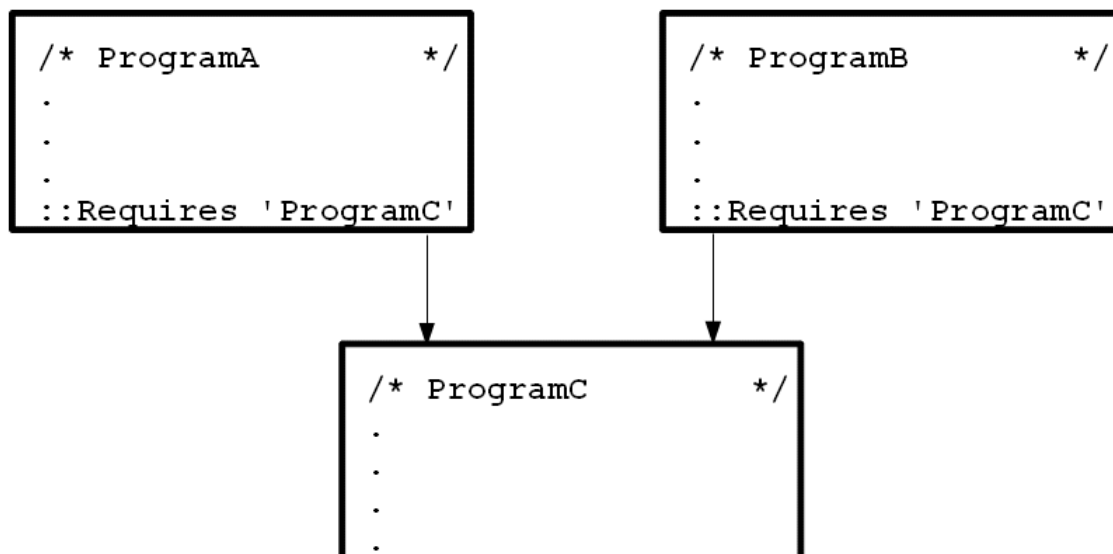 /* ProgramA */
.
.
.
::Requires 'ProgramC'
/* ProgramB */
.
.
.
::Requires 'ProgramC'
/* ProgramC */
.
.
.
.